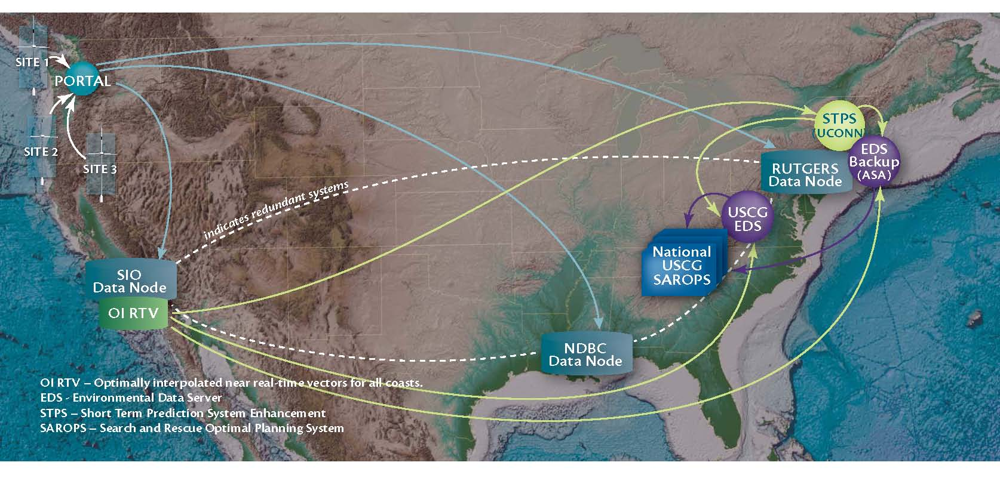 SITE 1
PORTAL
SITE 2
SITE 3
indicates redundant systems
STPS
(UCONN)
EDS
Backup
(ASA)
RUTGERS
Data Node
USCG
EDS
National
USCG
SAROPS
SIO
Data Node
OI RTV
NDBC
Data Node
OI RTV – Optimally interpolated near real-time vectors for all coasts.
EDS - Environmental Data Server
STPS – Short Term Prediction System Enhancement
SAROPS – Search and Rescue Optimal Planning System